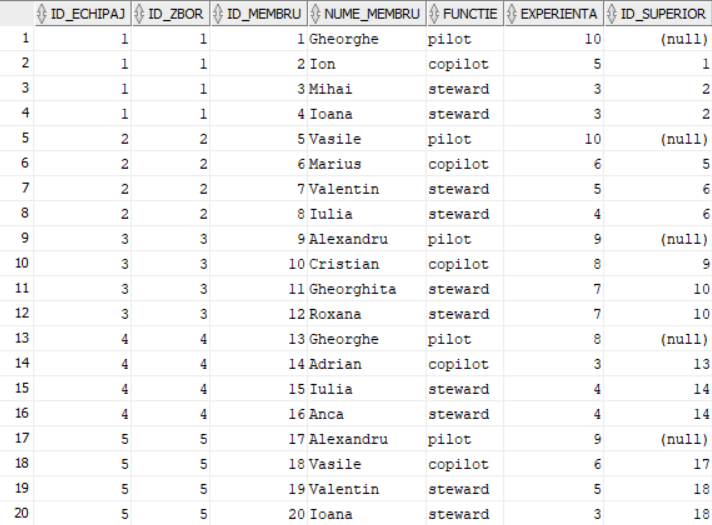 ID_ECHIPAJ ID_ZBOR ID_MEMBRU NUME_MEMBRU FUNCTIE EXPERIENTA ID_SUPERIOR
1 1 1 1 Gheorghe pilot 10 (null)
2 1 1 2 Ion copilot 5 1
3 1 1 3 Mihai steward 3 2
4 1 1 4 Ioana steward 3 2
5 2 2 5 Vasile pilot 10 (null)
6 2 2 6 Marius copilot 6 5
7 2 2 7 Valentin steward 5 6
8 2 2 8 Iulia steward 4 6
9 3 3 9 Alexandru pilot 9 (null)
10 3 3 10 Cristian copilot 8 9
11 3 3 11 Gheorghita steward 7 10
12 3 3 12 Roxana steward 7 10
13 4 4 13 Gheorghe pilot 8 (null)
14 4 4 14 Adrian copilot 3 13
15 4 4 15 Iulia steward 4 14
16 4 4 16 Anca steward 4 14
17 5 5 17 Alexandru pilot 9 (null)
18 5 5 18 Vasile copilot 6 17
19 5 5 19 Valentin steward 5 18
20 5 5 20 Ioana steward 3 18